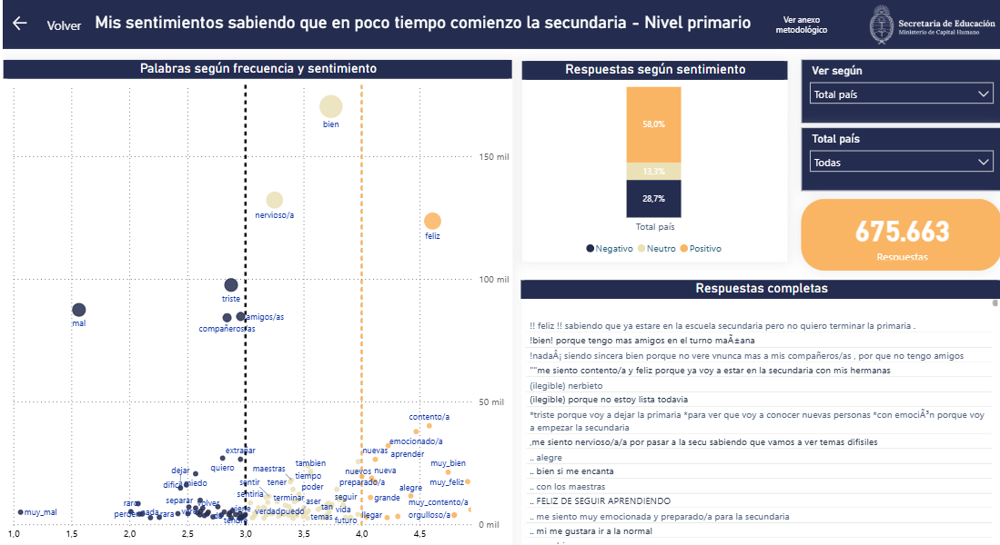 Volver
Mis sentimientos sabiendo que en poco tiempo comienzo la secundaria - Nivel primario
Ver anexo
metodológico
Secretaría de Educación
Ministerio de Capital Humano
Palabras según frecuencia y sentimiento
bien
150 mil
nervioso/a
feliz
100 mil
triste
mal
amigos/as
compañeros/as
50 mil
contento/a
emocionado/a
extrañar
nuevas
aprender
quiero
tambien
muy_bien
dejar
maestras
tiempo
nuevos
nueva
miedo
sentir
tener
poder
preparado/a
muy_feliz
sentiria
alegre
raro
separar
volver
terminar
aser
seguir
grande
muy_contento/a
muy_mal
nada
rara
verdad
puedo
tan
vida
temas
futuro
llegar
orgulloso/a
0 mil
1,0
1,5
2,0
2,5
3,0
3,5
4,0
4,5
Respuestas según sentimiento
58,0%
13,3%
28,7%
Total país
Negativo
Neutro
Positivo
Ver según
Total país
Total país
Todas
675.663
Respuestas
Respuestas completas
!! feliz !! sabiendo que ya estare en la escuela secundaria pero no quiero terminar la primaria .
!bien! porque tengo mas amigos en el turno maÃ±ana
!nadaÂ¡ siendo sincera bien porque no vere vnunca mas a mis compañeros/as , por que no tengo amigos
""me siento contento/a y feliz porque ya voy a estar en la secundaria con mis hermanas
(ilegible) nerbieto
(ilegible) porque no estoy lista todavia
*triste porque voy a dejar la primaria *para ver que voy a conocer nuevas personas *con emociÃ³n porque voy
a empezar la secundaria
,me siento nervioso/a/a por pasar a la secu sabiendo que vamos a ver temas difisiles
.. alegre
.. bien si me encanta
.. con los maestras
.. FELIZ DE SEGUIR APRENDIENDO
.. me siento muy emocionada y preparado/a para la secundaria
.. mi me gustara ir a la normal